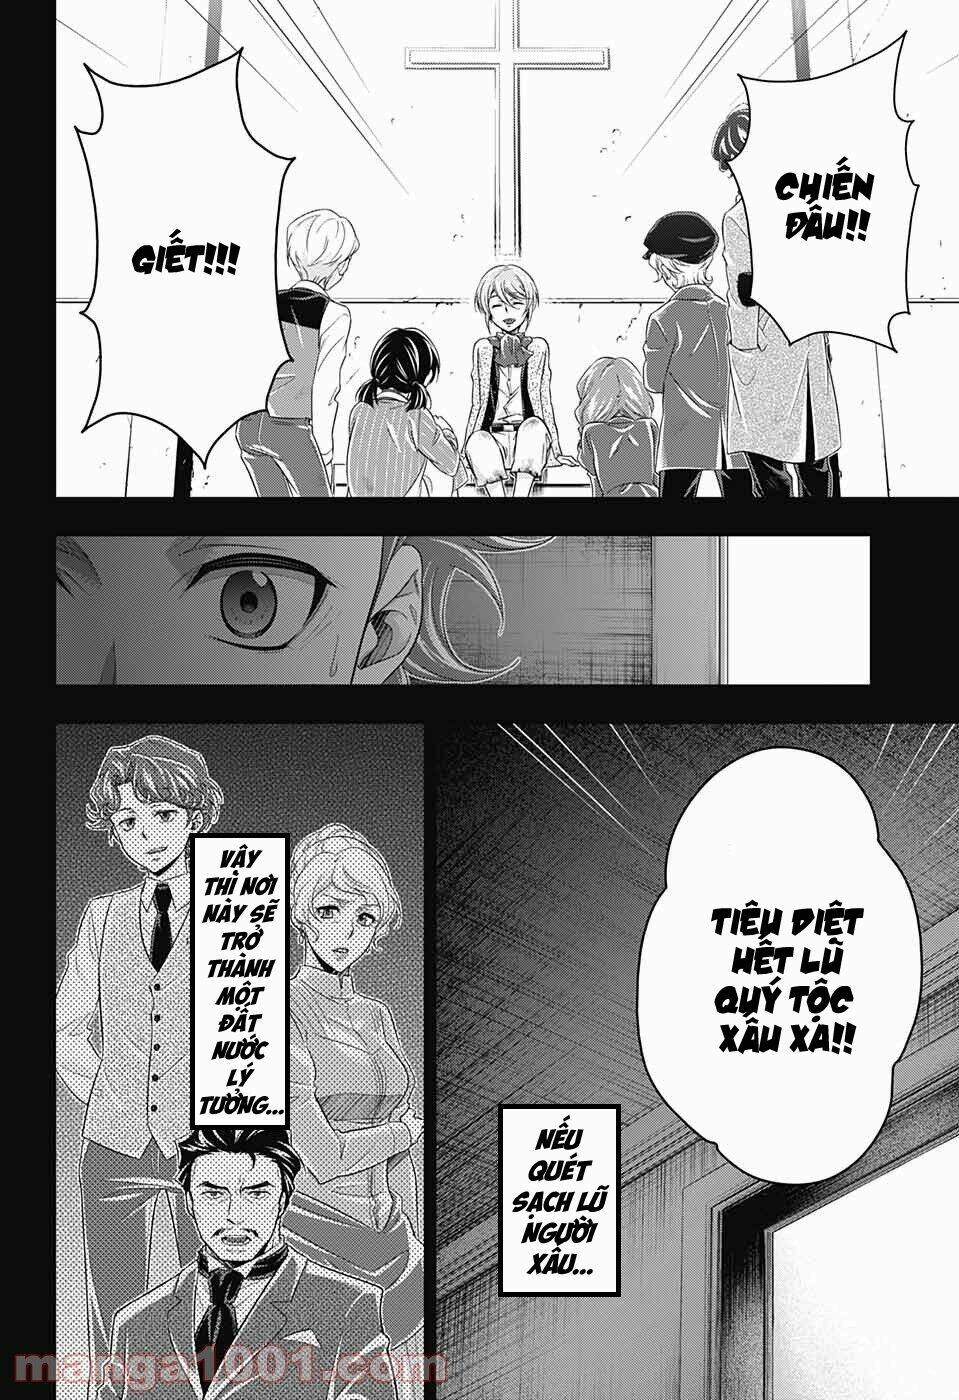 CHIẾN
ĐẤU!!
GIẾT!!!
TIÊU DIỆT
HẾT LŨ
QUÝ TỘC
XẤU XA!!
NẾU
QUÉT
SẠCH LŨ
NGƯỜI
XẤU...
VẬY
THÌ NƠI
NÀY SẼ
TRỞ
THÀNH
MỘT
ĐẤT
NƯỚC
LÝ
TƯỞNG...
manga1001.com